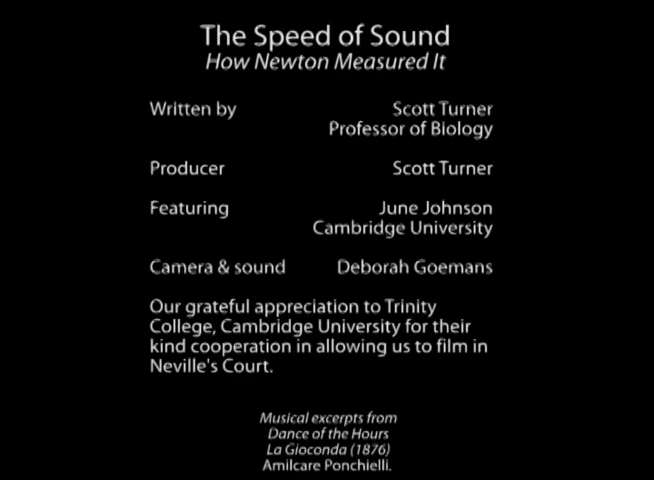 The Speed of Sound
How Newton Measured It
Written by Scott Turner
Professor of Biology
Producer Scott Turner
Featuring June Johnson
Cambridge University
Camera & sound Deborah Goemans
Our grateful appreciation to Trinity
College, Cambridge University for their
kind cooperation in allowing us to film in
Neville's Court.
Musical excerpts from
Dance of the Hours
La Gioconda (1876)
Amilcare Ponchielli.